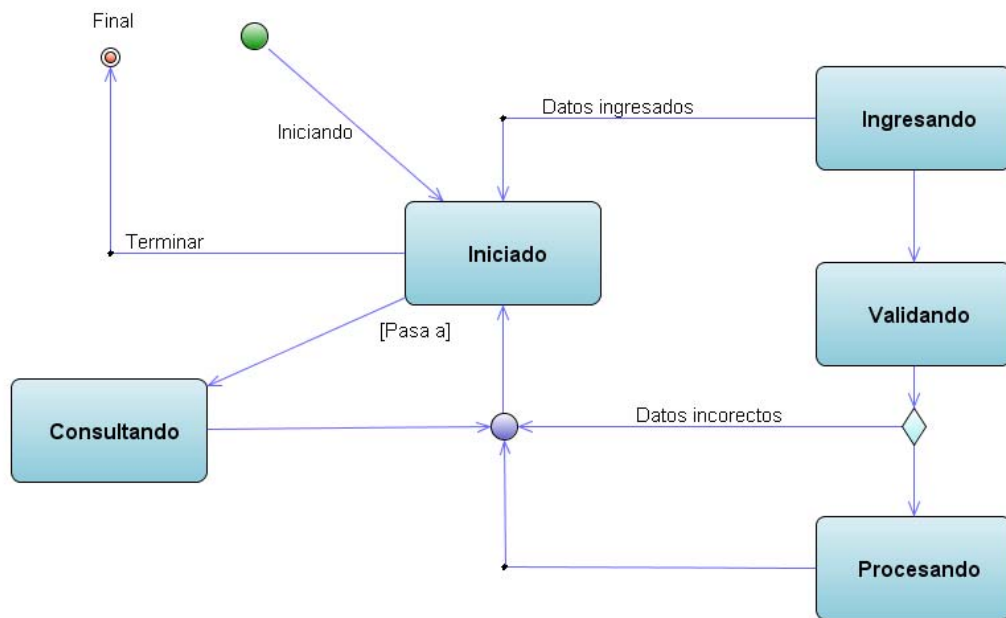 Final
Iniciando
Datos ingresados
Ingresando
Terminar
Iniciado
[Pasa a]
Validando
Consultando
Datos incorectos
Procesando